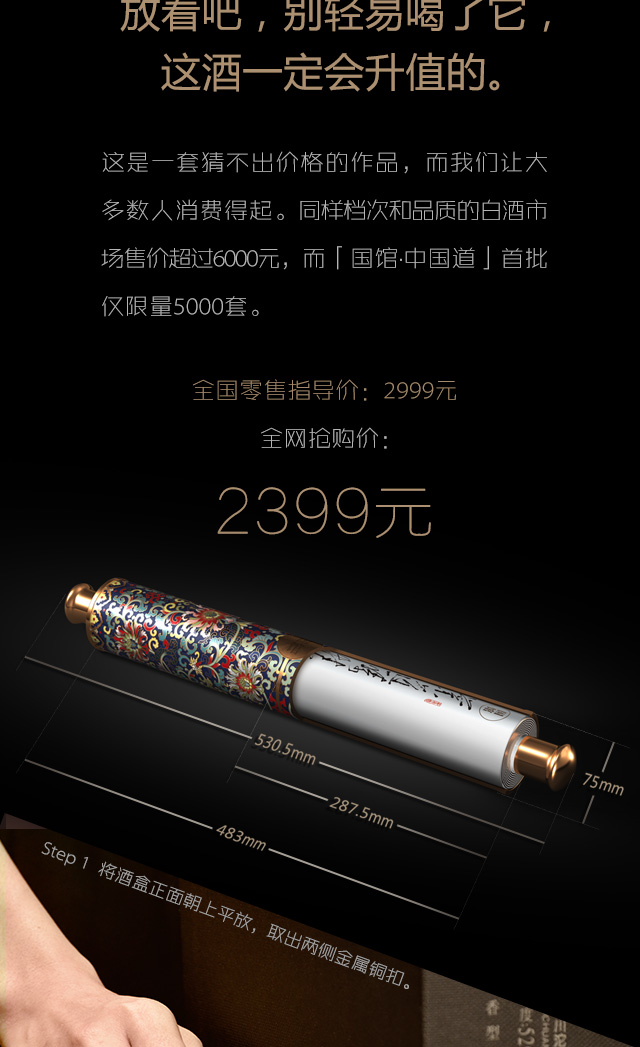 放着吧，别轻易喝了它，
这酒一定会升值的。
这是一套猜不出价格的作品，而我们让大
多数人消费得起。同样档次和品质的白酒市
场售价超过6000元，而「国馆·中国道」首批
仅限量5000套。
全国零售指导价：2999元
全网抢购价：
2399元
530.5mm
75mm
287.5mm
483mm
Step 1 将酒盒正面朝上平放，取出两侧金属铜扣。
香型
度:52